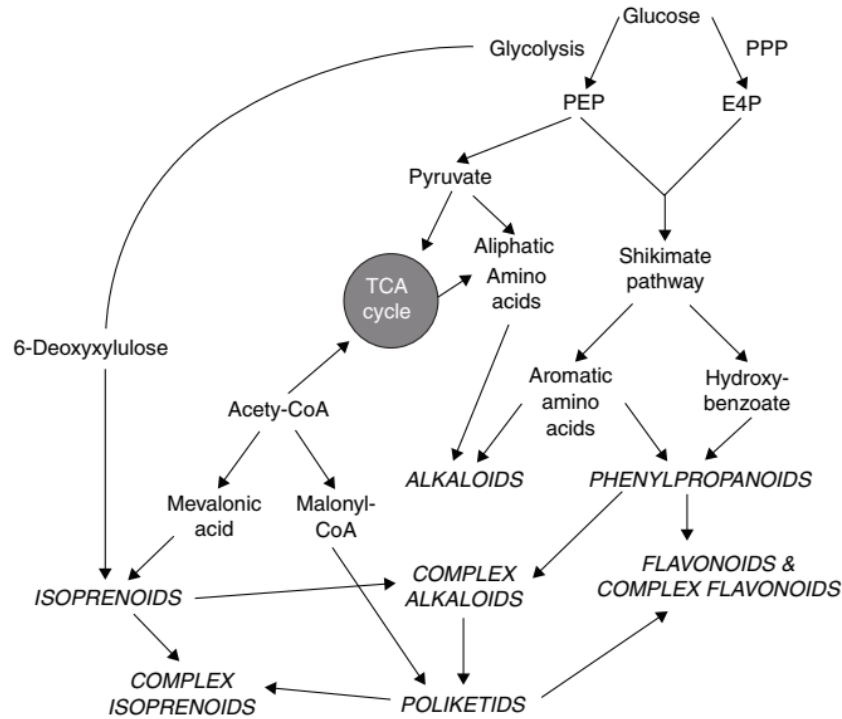 Glucose
Glycolysis
PPP
PEP
E4P
Pyruvate
Aliphatic
Amino
acids
Shikimate
pathway
TCA
cycle
6-Deoxyxylulose
Acety-CoA
Aromatic
amino
acids
Hydroxy-
benzoate
ALKALOIDS
PHENYLPROPANOIDS
Mevalonic
acid
Malonyl-
CoA
ISOPRENOIDS
COMPLEX
ALKALOIDS
FLAVONOIDS &
COMPLEX FLAVONOIDS
COMPLEX
ISOPRENOIDS
POLIKETIDS